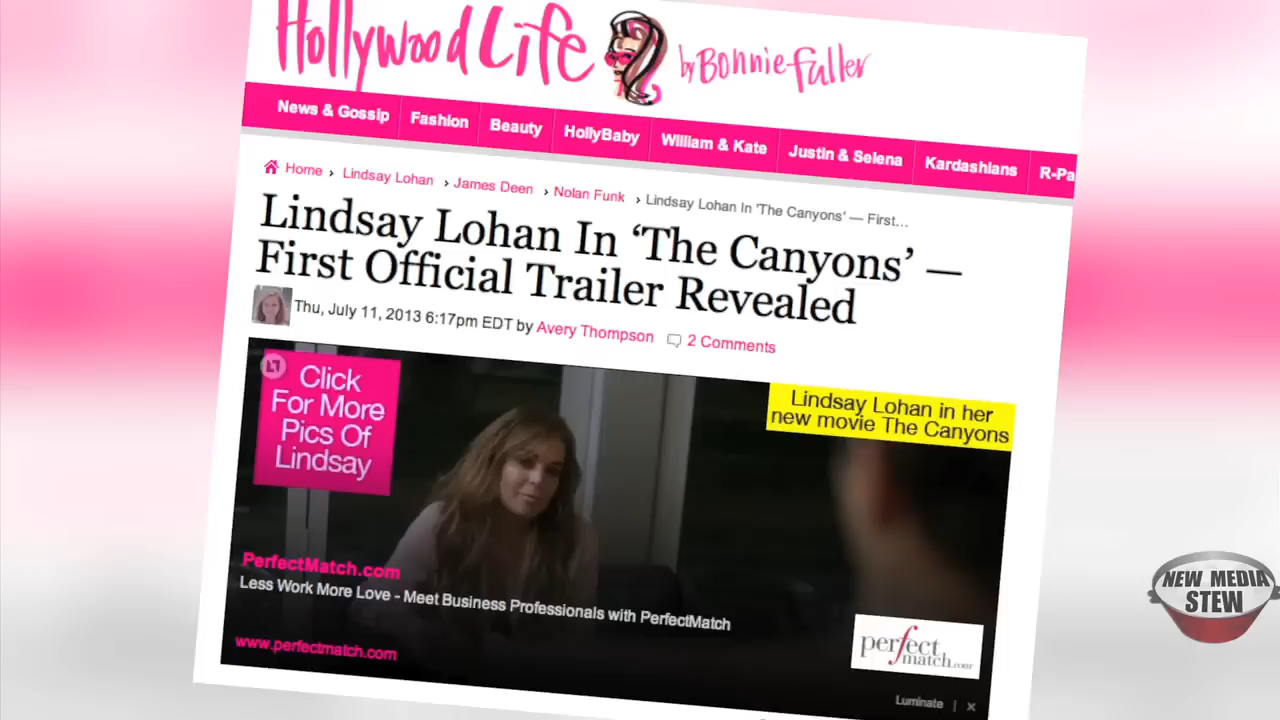 HollywoodLife by Bonnie Fuller
News & Gossip Fashion Beauty HollyBaby William & Kate Justin & Selena Kardashians R-Pa
Home › Lindsay Lohan › James Deen › Nolan Funk › Lindsay Lohan In 'The Canyons' — First...
Lindsay Lohan In ‘The Canyons’ —
First Official Trailer Revealed
Thu, July 11, 2013 6:17pm EDT by Avery Thompson 2 Comments
Click
For More
Pics Of
Lindsay
Lindsay Lohan in her
new movie The Canyons
PerfectMatch.com
Less Work More Love - Meet Business Professionals with PerfectMatch
www.perfectmatch.com
perfect
match.com
Luminate | ×
NEW MEDIA
STEW